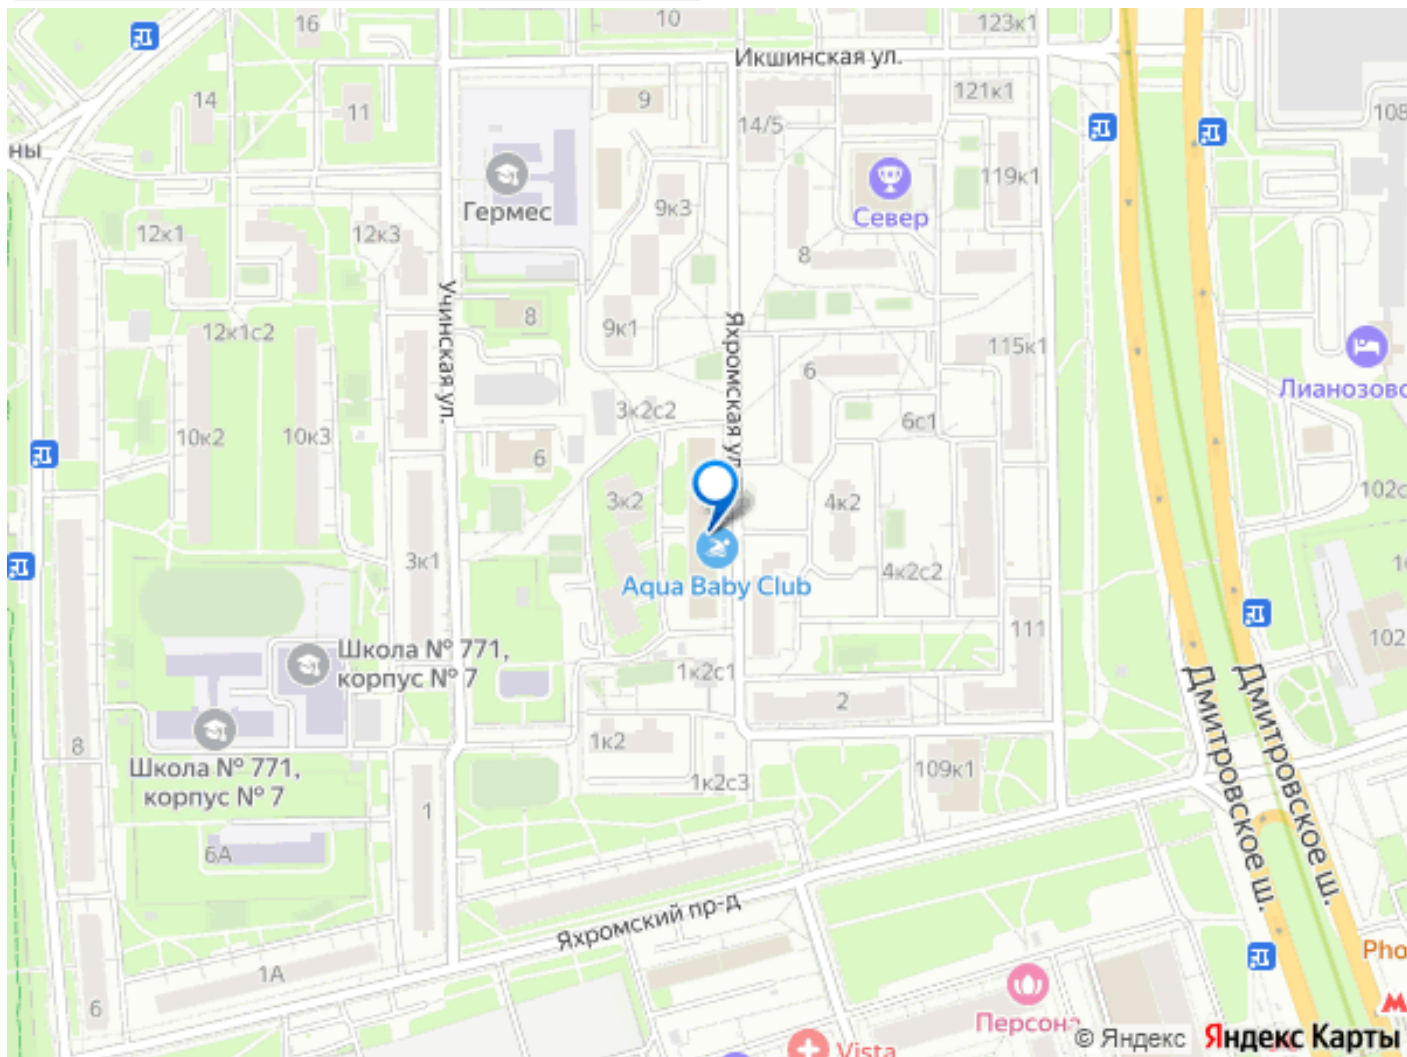 10
123к1
16
Икшинская ул.
14
11
9
14/5
121к1
108
ны
Гермес
9к3
Север
119к1
12к1
12к3
8
Учинская ул.
8
9к1
Яхромская ул.
12к1с2
115к1
6
Лианозово
3к2с2
6с1
10к2
10к3
6
3к2
4к2
102с
3к1
4к2с2
Aqua Baby Club
111
102
Школа № 771,
корпус № 7
1к2с1
Дмитровское ш.
Дмитровское ш.
2
8
1к2
Школа № 771,
корпус № 7
109к1
1к2с3
1
6А
Яхромский пр-д
1А
Pho
6
Персона
Vista
© Яндекс Яндекс Карты